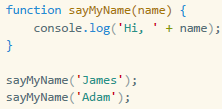 function sayMyName(name) {
    console.log('Hi, ' + name);
}

sayMyName('James');
sayMyName('Adam');